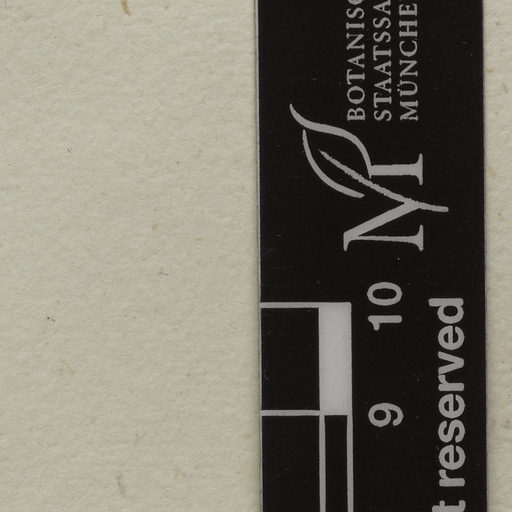 BOTANISC
STAATSSA
MÜNCHE
M
9 10
t reserved